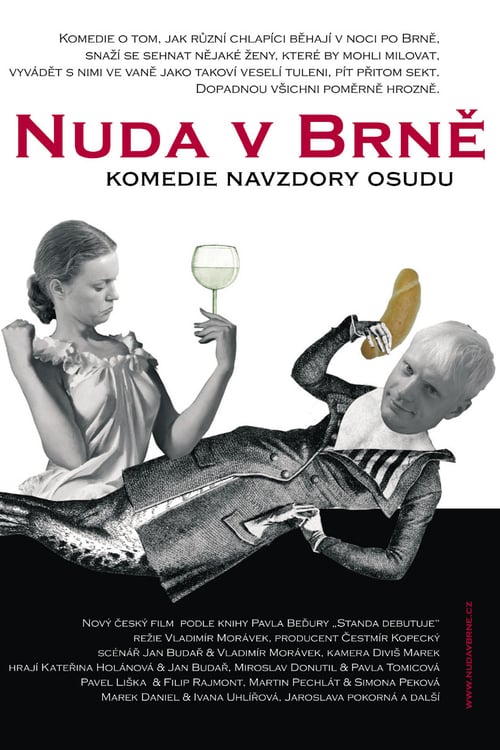 Komedie o tom, jak různí chlapíci běhají v noci po Brně,
snaží se sehnat nějaké ženy, které by mohli milovat,
vyvádět s nimi ve vaně jako takoví veselí tuleni, pít přitom sekt.
Dopadnou všichni poměrně hrozně.
Nuda v Brně
komedie navzdory osudu
Nový český film podle knihy Pavla Beďury „Standa debutuje“
režie Vladimír Morávek, producent Čestmír Kopecký
scénář Jan Budař & Vladimír Morávek, kamera Diviš Marek
hrají Kateřina Holánová & Jan Budař, Miroslav Donutil & Pavla Tomicová
Pavel Liška & Filip Rajmont, Martin Pechlát & Simona Peková
Marek Daniel & Ivana Uhlířová, Jaroslava pokorná a další
www.nudavbrne.cz